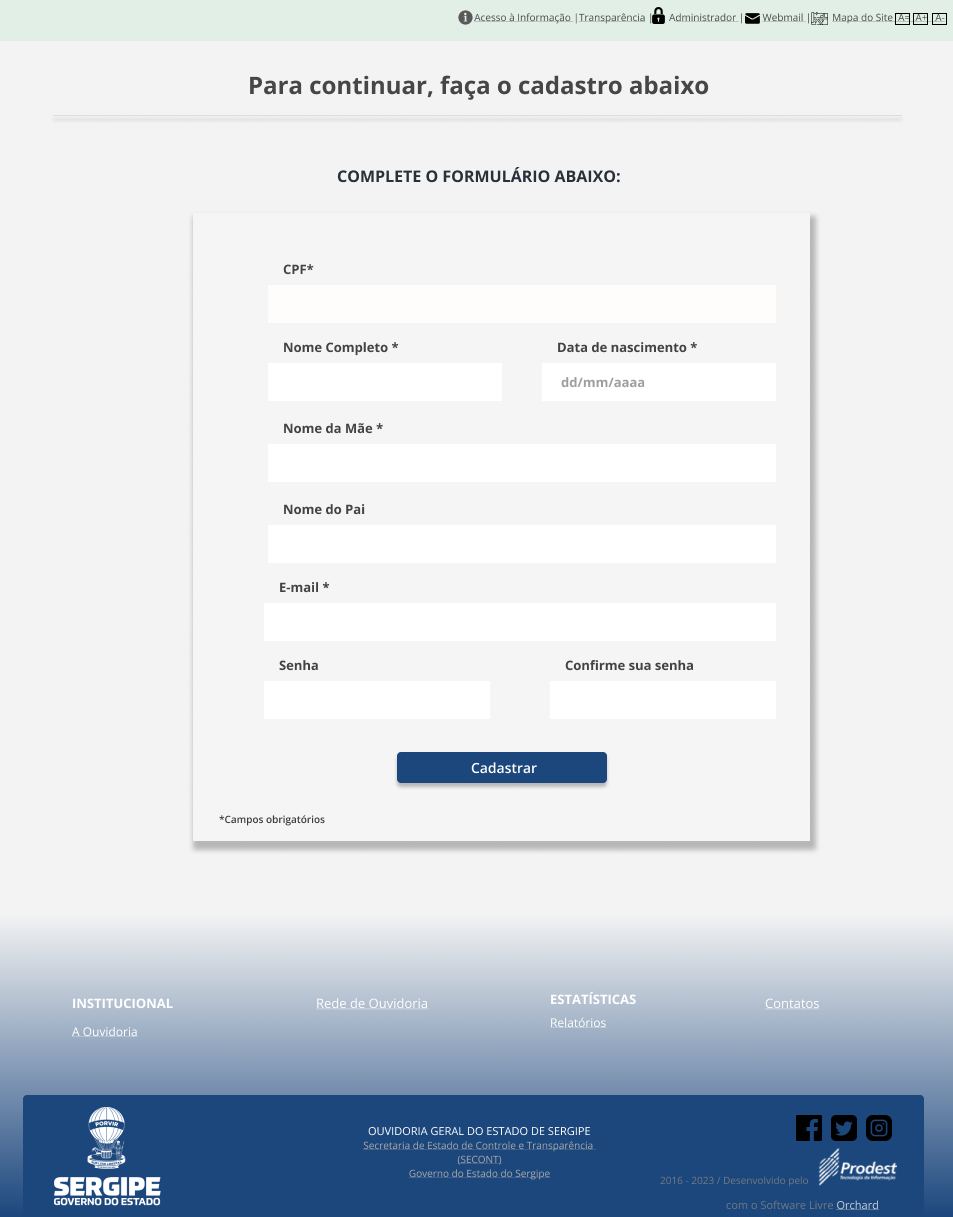 Acesso à Informação |Transparência | Administrador | Webmail | Mapa do Site A= A+ A-
Para continuar, faça o cadastro abaixo
COMPLETE O FORMULÁRIO ABAIXO:
CPF*
Nome Completo * Data de nascimento *
dd/mm/aaaa
Nome da Mãe *
Nome do Pai
E-mail *
Senha Confirme sua senha
Cadastrar
*Campos obrigatórios
INSTITUCIONAL Rede de Ouvidoria ESTATÍSTICAS Contatos
A Ouvidoria Relatórios
PORVIR
OUVIDORIA GERAL DO ESTADO DE SERGIPE
Secretaria de Estado de Controle e Transparência
(SECONT)
Governo do Estado do Sergipe
SERGIPE
GOVERNO DO ESTADO
2016 - 2023 / Desenvolvido pelo Prodest
Tecnologia da Informação
com o Software Livre Orchard